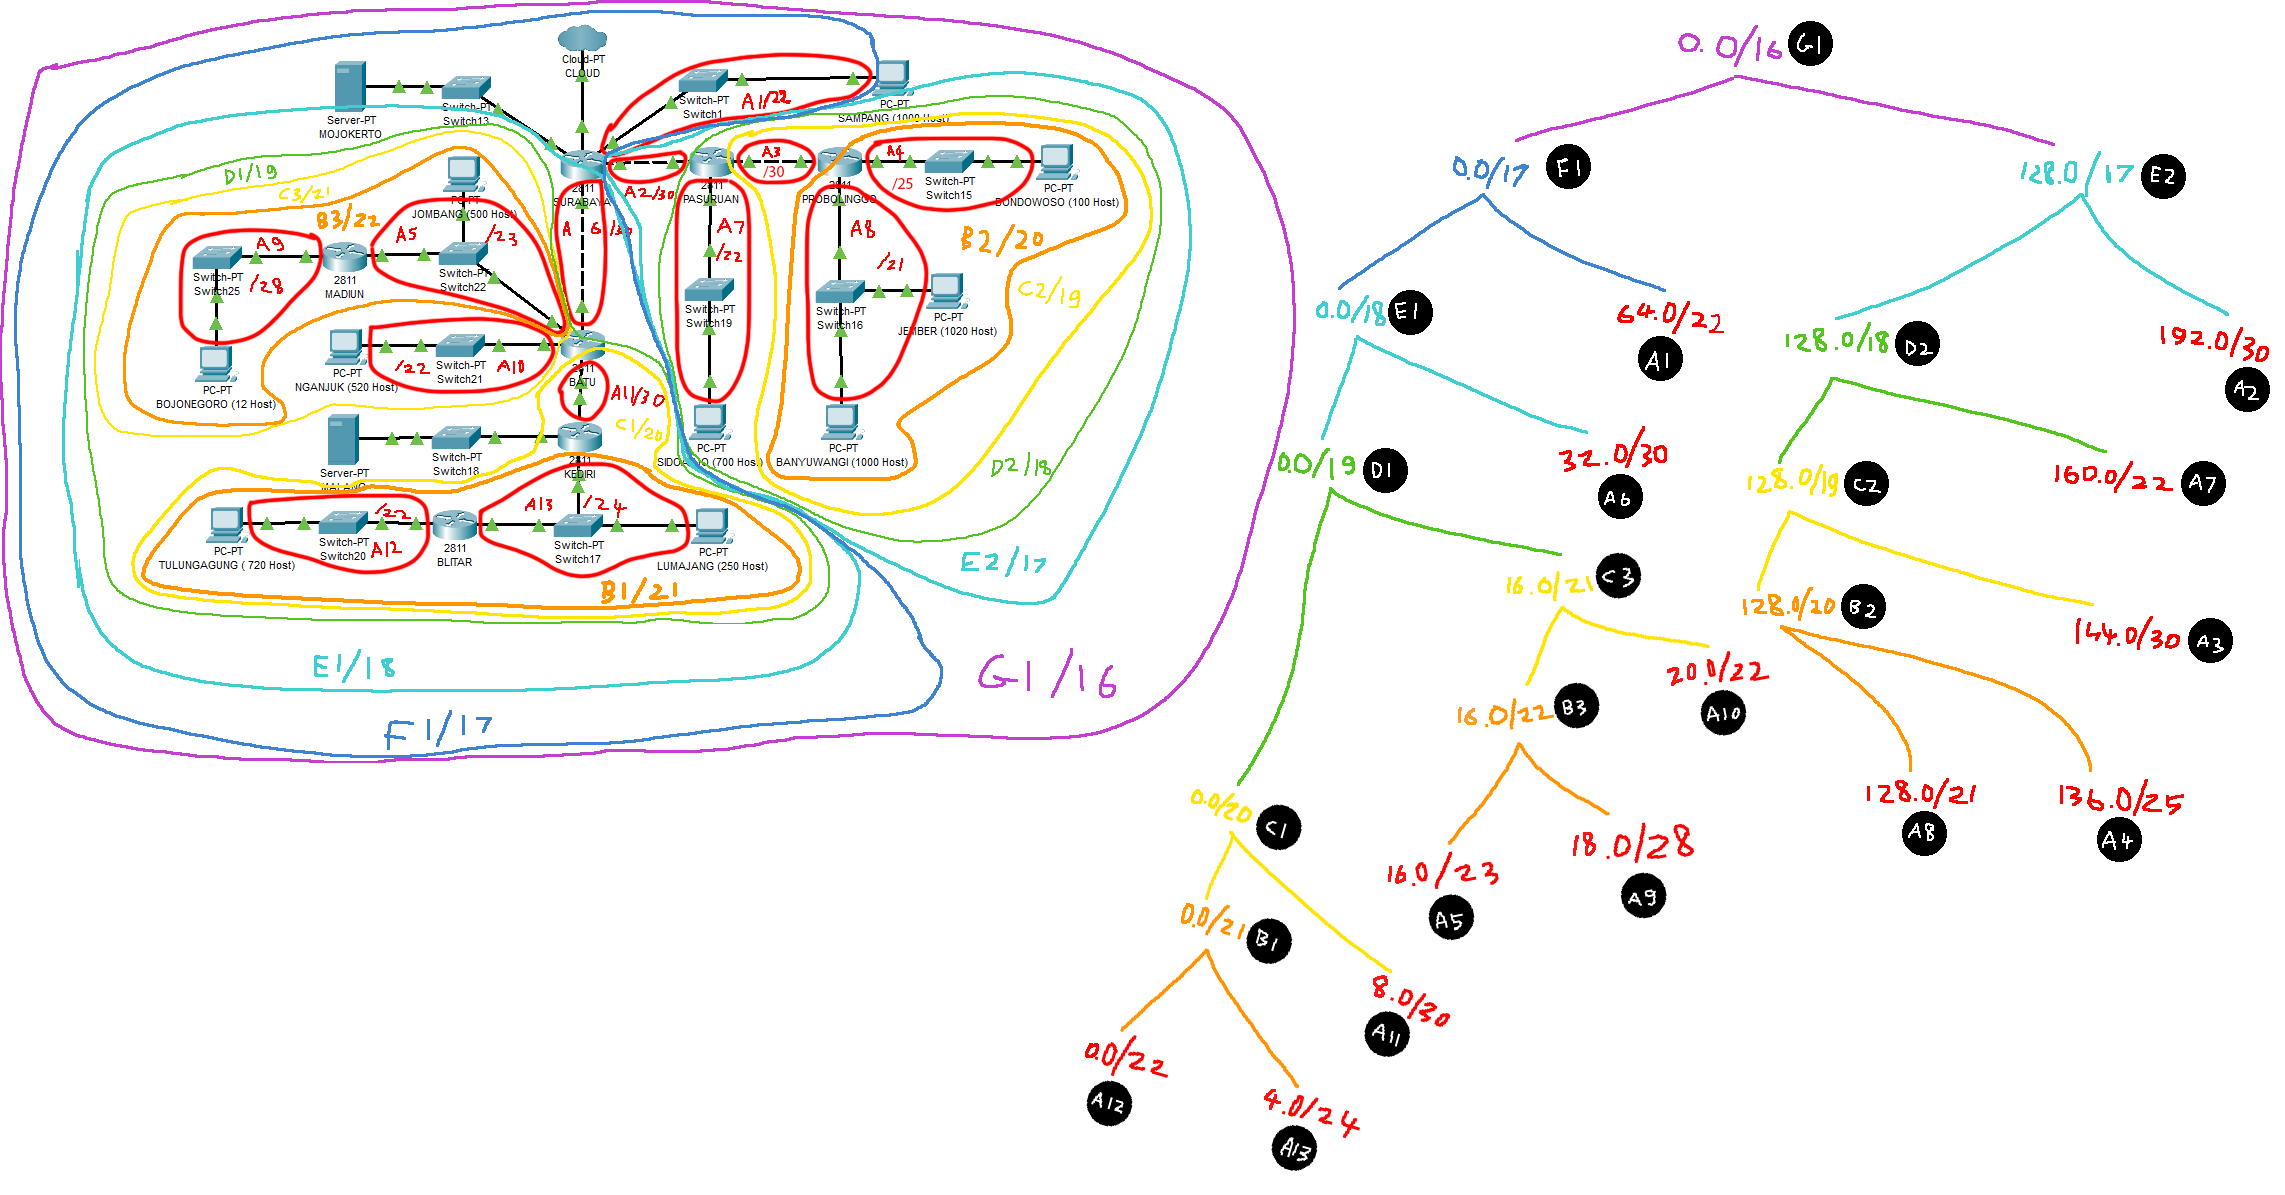 Cloud-PT
CLOUD
Server-PT
MOJOKERTO
Switch-PT
Switch13
Switch-PT
Switch1
A1/22
PC-PT
SAMPANG (1000 Host)
2811
SURABAYA
A2/30
2811
PASURUAN
A3
/30
2811
PROBOLINGGO
A4
/25
Switch-PT
Switch15
PC-PT
BONDOWOSO (100 Host)
D1/19
C3/21
B3/22
PC-PT
JOMBANG (500 Host)
A5
/23
A9
/28
Switch-PT
Switch25
2811
MADIUN
Switch-PT
Switch22
A 6 /30
A7
/22
A8
/21
B2/20
C2/19
Switch-PT
Switch19
Switch-PT
Switch16
PC-PT
JEMBER (1020 Host)
PC-PT
BOJONEGORO (12 Host)
PC-PT
NGANJUK (520 Host)
/22
A10
Switch-PT
Switch21
2811
BATU
A11/30
C1/20
Server-PT
MALANG
Switch-PT
Switch18
2811
KEDIRI
PC-PT
SIDOARJO (700 Host)
PC-PT
BANYUWANGI (1000 Host)
D2/18
PC-PT
TULUNGAGUNG ( 720 Host)
/22
A12
Switch-PT
Switch20
2811
BLITAR
A13
/24
Switch-PT
Switch17
PC-PT
LUMAJANG (250 Host)
B1/21
E2/17
E1/18
F1/17
G1/16
0.0/16 G1
0.0/17 F1
128.0/17 E2
0.0/18 E1
64.0/22
A1
128.0/18 D2
192.0/30
A2
0.0/19 D1
32.0/30
A6
128.0/19 C2
160.0/22 A7
16.0/21 C3
128.0/20 B2
144.0/30 A3
20.0/22
A10
16.0/22 B3
0.0/20 C1
16.0/23
A5
18.0/28
A9
128.0/21
A8
136.0/25
A4
0.0/21 B1
8.0/30
A11
0.0/22
A12
4.0/24
A13